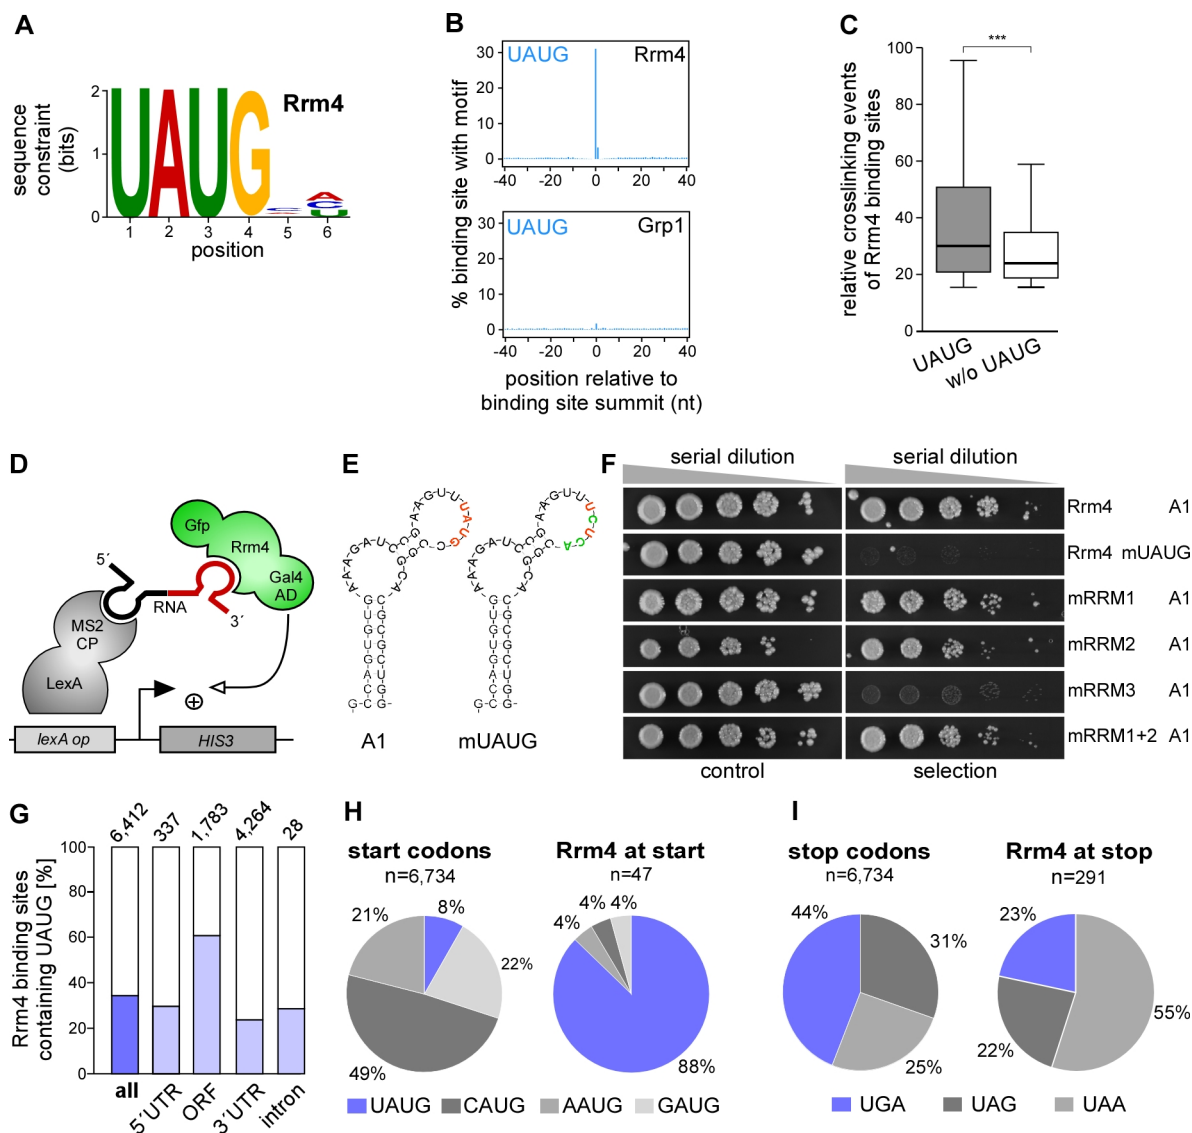 A
sequence
constraint
(bits)
2
1
0
UAUG
A
C
U
Rrm4
1 2 3 4 5 6
position
B
% binding site with motif
UAUG Rrm4
30
20
10
0
-40 -20 0 20 40
UAUG Grp1
30
20
10
0
-40 -20 0 20 40
position relative to
binding site summit (nt)
C
relative crosslinking events
of Rrm4 binding sites
***
100
80
60
40
20
0
UAUG
w/o UAUG
D
Gfp
Rrm4
Gal4
AD
5´
RNA
3´
MS2
CP
LexA
+
lexA op
HIS3
E
A1
mUAUG
F
serial dilution serial dilution
Rrm4 A1
Rrm4 mUAUG
mRRM1 A1
mRRM2 A1
mRRM3 A1
mRRM1+2 A1
control selection
G
Rrm4 binding sites
containing UAUG [%]
6,412 337 1,783 4,264 28
100
80
60
40
20
0
all 5´UTR ORF 3´UTR intron
H
start codons
n=6,734
21%
8%
22%
49%
Rrm4 at start
n=47
4%
4%
4%
88%
UAUG CAUG AAUG GAUG
I
stop codons
n=6,734
44%
31%
25%
Rrm4 at stop
n=291
23%
22%
55%
UGA UAG UAA